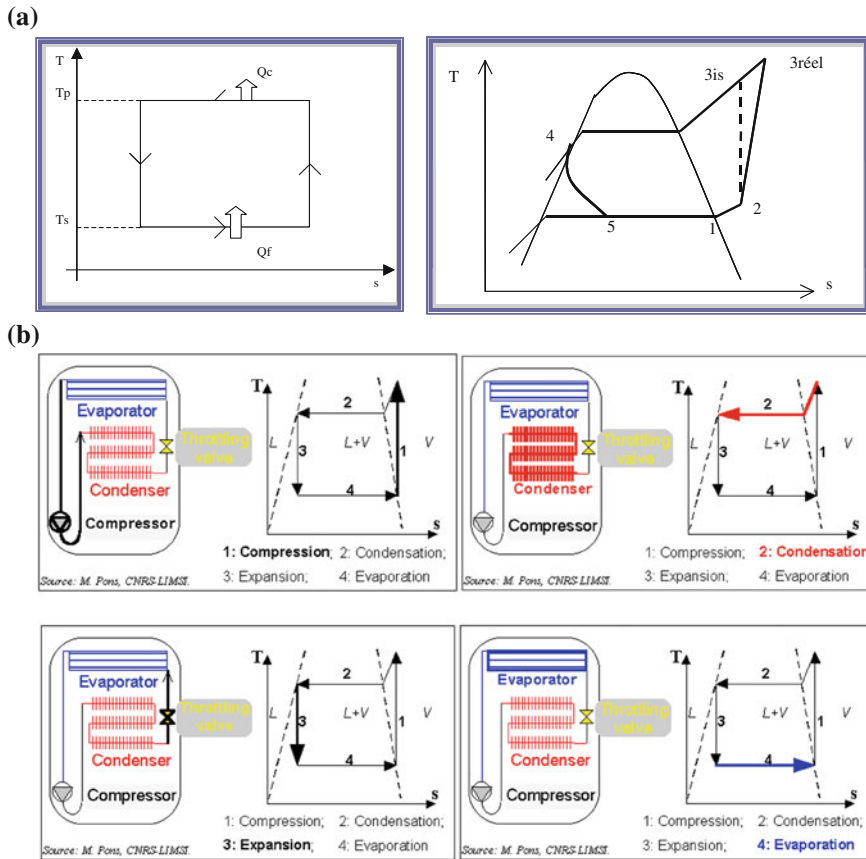 (a)
T
Tp
Qc
Ts
Qf
s
T
3is
3réel
4
5
1
2
s
(b)
Evaporator
Throttling
valve
Condenser
Compressor
T
2
L
3
L+V
1
V
4
s
1: Compression; 2: Condensation;
3: Expansion; 4: Evaporation
Source: M. Pons, CNRS-LIMSI.
Evaporator
Throttling
valve
Condenser
Compressor
T
2
L
3
L+V
1
V
4
s
1: Compression; 2: Condensation
3: Expansion; 4: Evaporation
Source: M. Pons, CNRS-LIMSI.
Evaporator
Throttling
valve
Condenser
Compressor
T
2
L
3
L+V
1
V
4
s
1: Compression; 2: Condensation;
3: Expansion; 4: Evaporation
Source: M. Pons, CNRS-LIMSI.
Evaporator
Throttling
valve
Condenser
Compressor
T
2
L
3
L+V
1
V
4
s
1: Compression; 2: Condensation;
3: Expansion; 4: Evaporation
Source: M. Pons, CNRS-LIMSI.